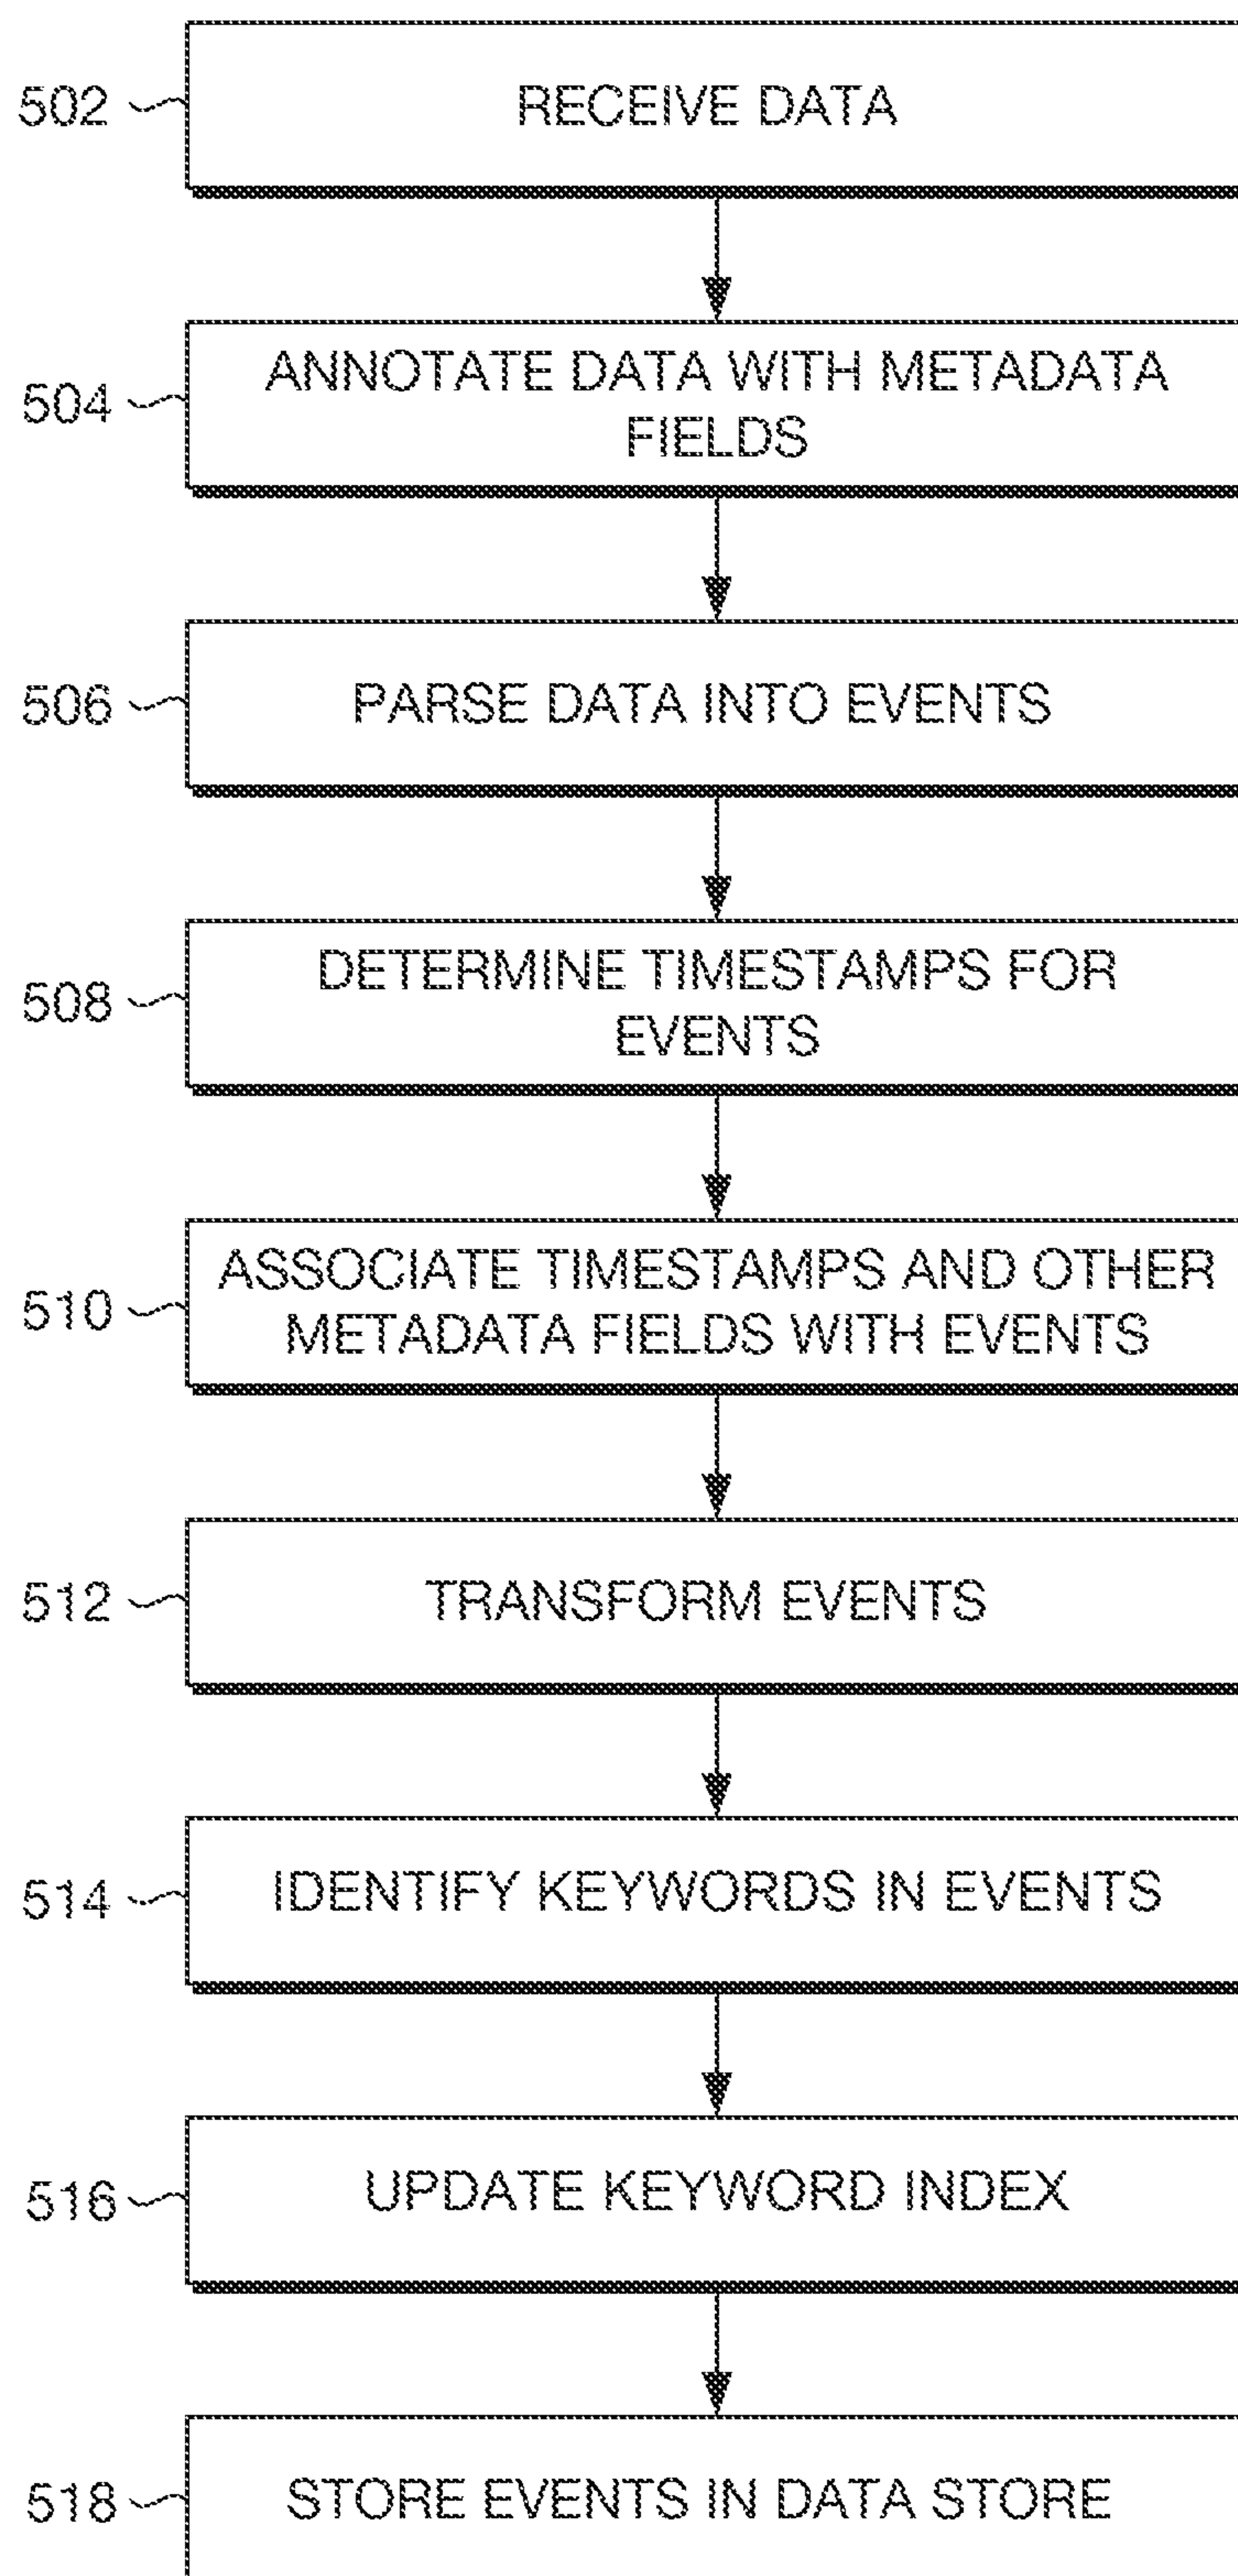 502
RECEIVE DATA
504
ANNOTATE DATA WITH METADATA
FIELDS
506
PARSE DATA INTO EVENTS
508
DETERMINE TIMESTAMPS FOR
EVENTS
510
ASSOCIATE TIMESTAMPS AND OTHER
METADATA FIELDS WITH EVENTS
512
TRANSFORM EVENTS
514
IDENTIFY KEYWORDS IN EVENTS
516
UPDATE KEYWORD INDEX
518
STORE EVENTS IN DATA STORE